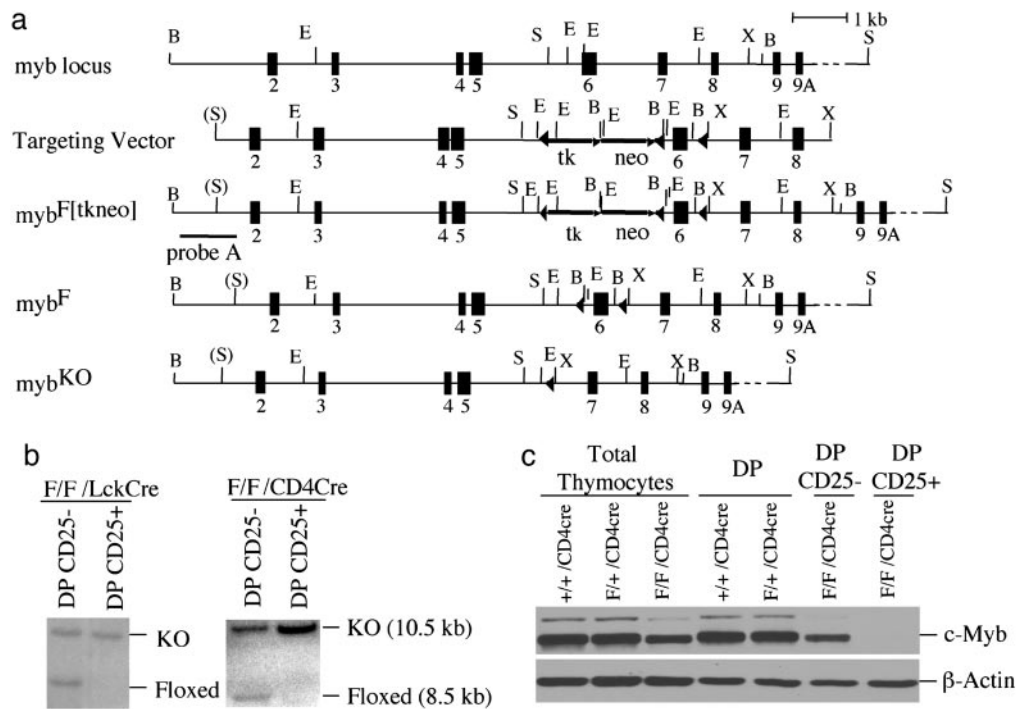 a
1 kb
B E S E E E X B S
myb locus
2 3 4 5 6 7 8 9 9A
(S) E S E E B E B E B X E X
Targeting Vector
2 3 4 5 tk neo 6 7 8
B (S) E S E E B E B E B X E X B S
mybF[tkneo]
2 3 4 5 tk neo 6 7 8 9 9A
probe A
B (S) E S E B E B X E X B S
mybF
2 3 4 5 6 7 8 9 9A
B (S) E S E X E X B S
mybKO
2 3 4 5 7 8 9 9A
b
F/F /LckCre
DP CD25-
DP CD25+
KO
Floxed
F/F /CD4Cre
DP CD25-
DP CD25+
KO (10.5 kb)
Floxed (8.5 kb)
c
Total
Thymocytes
DP
DP
CD25-
DP
CD25+
+/+ /CD4cre
F/+ /CD4cre
F/F /CD4cre
+/+ /CD4cre
F/+ /CD4cre
F/F /CD4cre
F/F /CD4cre
c-Myb
β-Actin